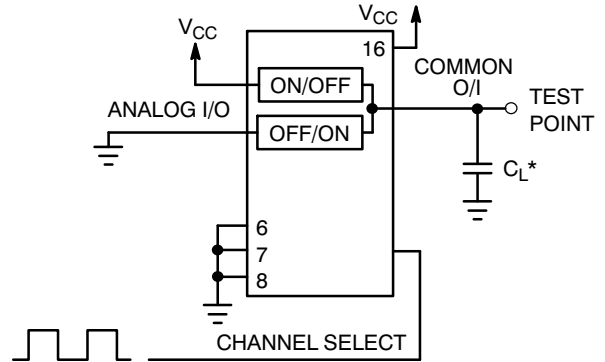 VCC
VCC
16
COMMON
O/I
ON/OFF
TEST
POINT
ANALOG I/O
OFF/ON
CL*
6
7
8
CHANNEL SELECT